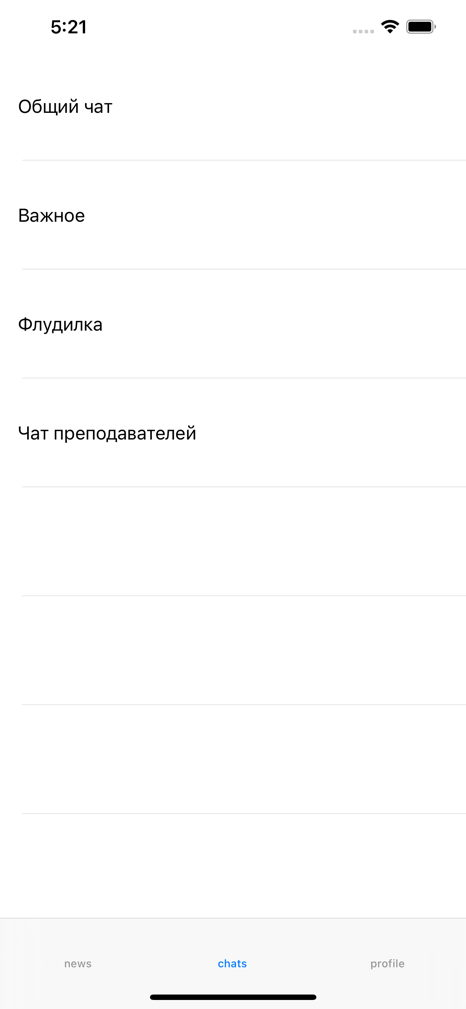 5:21
Общий чат
Важное
Флудилка
Чат преподавателей
news chats profile